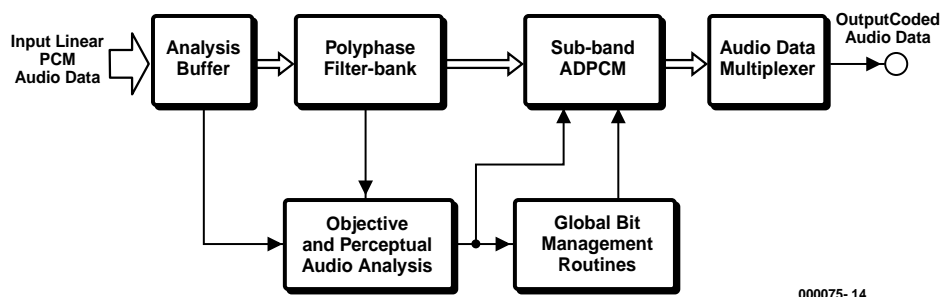 Input Linear
PCM
Audio Data
Analysis
Buffer
Polyphase
Filter-bank
Sub-band
ADPCM
Audio Data
Multiplexer
OutputCoded
Audio Data
Objective
and Perceptual
Audio Analysis
Global Bit
Management
Routines
000075- 14